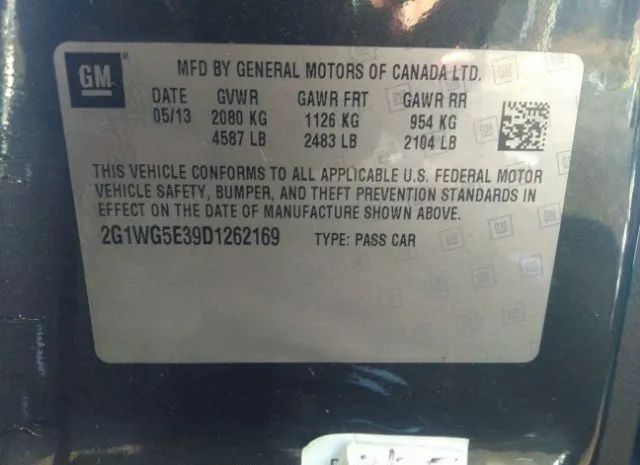 GM
MFD BY GENERAL MOTORS OF CANADA LTD.
DATE GVWR GAWR FRT GAWR RR
05/13 2080 KG 1126 KG 954 KG
4587 LB 2483 LB 2104 LB
THIS VEHICLE CONFORMS TO ALL APPLICABLE U.S. FEDERAL MOTOR
VEHICLE SAFETY, BUMPER, AND THEFT PREVENTION STANDARDS IN
EFFECT ON THE DATE OF MANUFACTURE SHOWN ABOVE.
2G1WG5E39D1262169 TYPE: PASS CAR